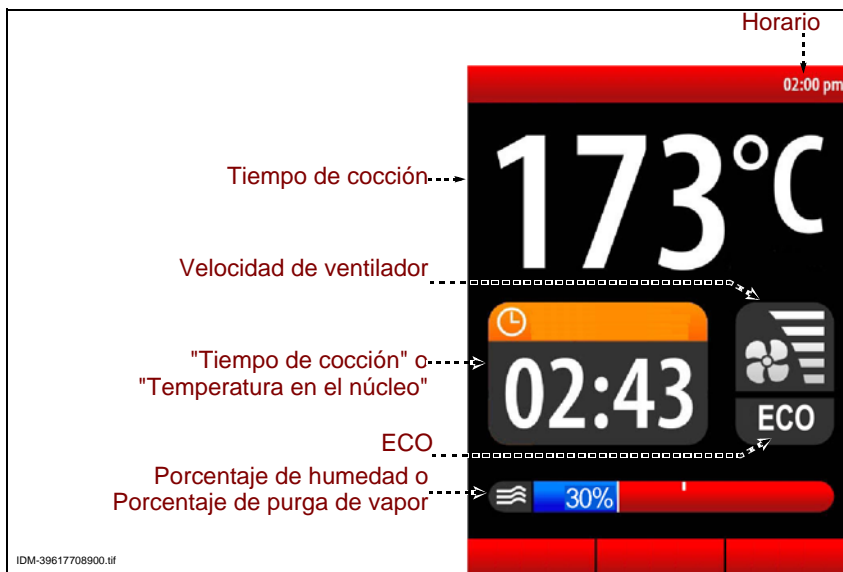 Horario
02:00 pm
173°C
Tiempo de cocción
Velocidad de ventilador
"Tiempo de cocción" o
"Temperatura en el núcleo"
02:43
ECO
ECO
Porcentaje de humedad o
Porcentaje de purga de vapor
30%
IDM-39617708900.tif